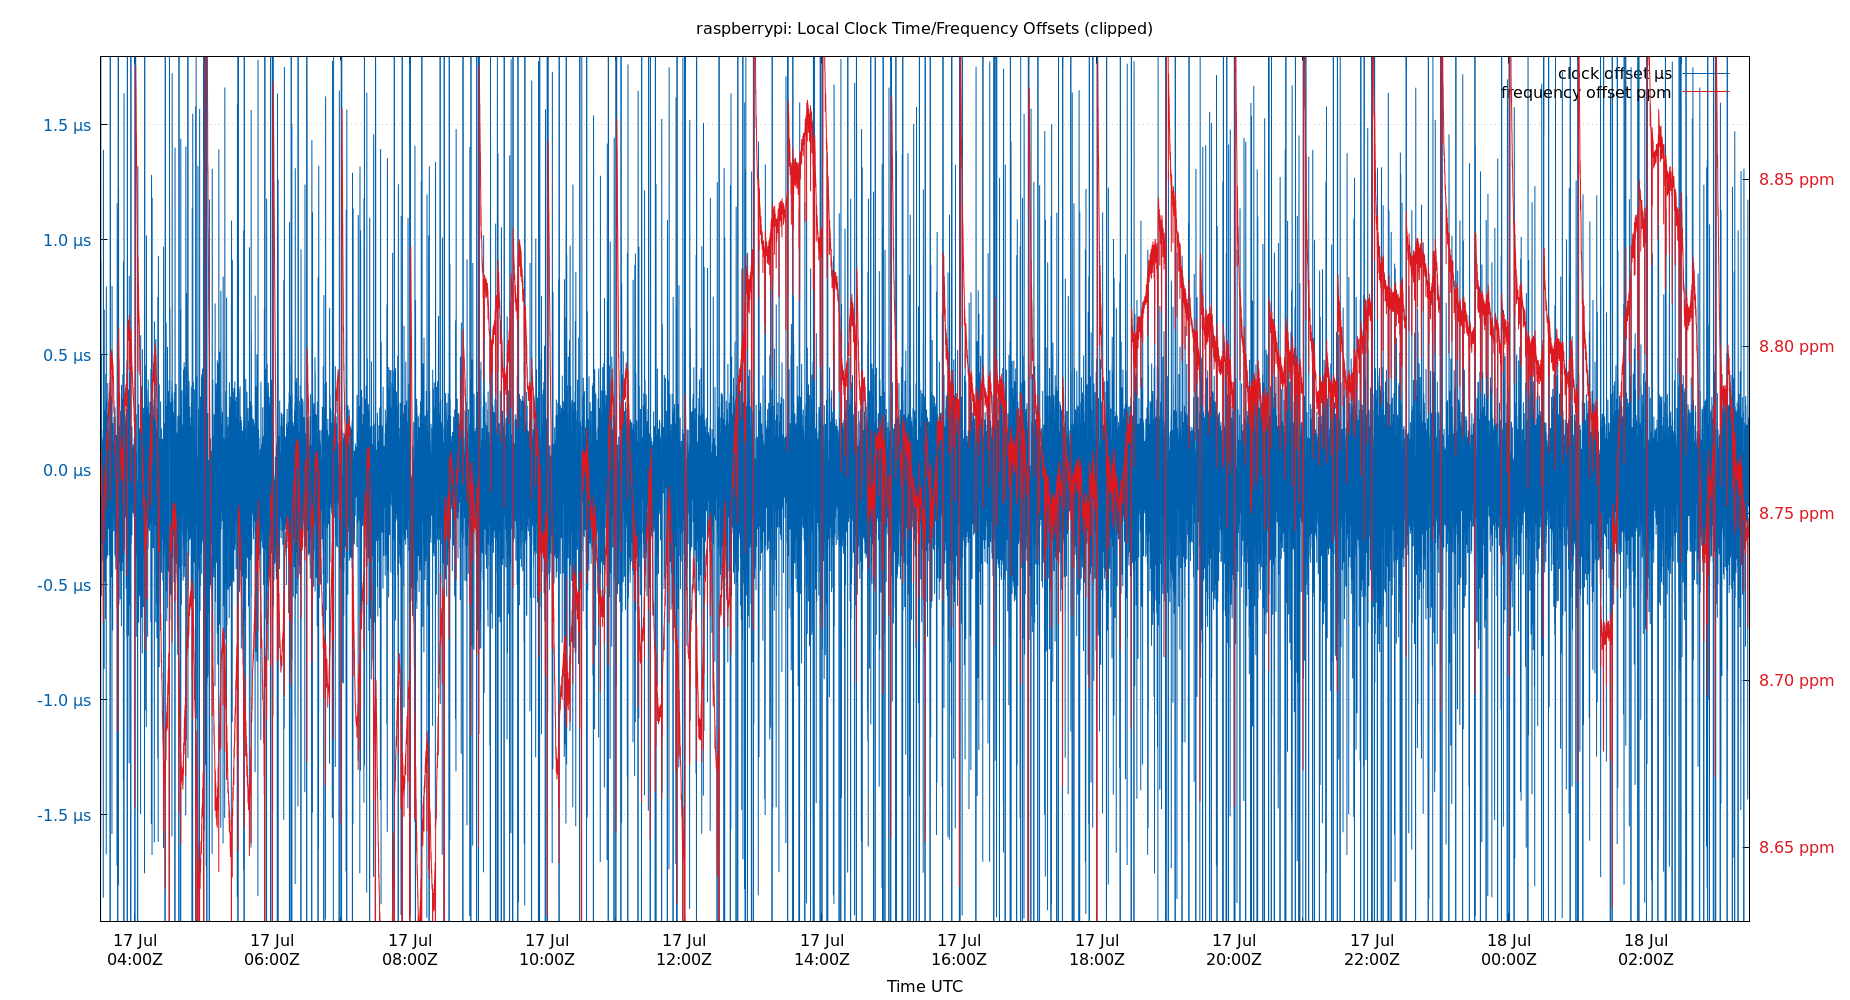 raspberrypi: Local Clock Time/Frequency Offsets (clipped)
clock offset µs
frequency offset ppm
1.5 µs
1.0 µs
0.5 µs
0.0 µs
-0.5 µs
-1.0 µs
-1.5 µs
8.85 ppm
8.80 ppm
8.75 ppm
8.70 ppm
8.65 ppm
17 Jul 17 Jul 17 Jul 17 Jul 17 Jul 17 Jul 17 Jul 17 Jul 17 Jul 17 Jul 18 Jul 18 Jul
04:00Z 06:00Z 08:00Z 10:00Z 12:00Z 14:00Z 16:00Z 18:00Z 20:00Z 22:00Z 00:00Z 02:00Z
Time UTC